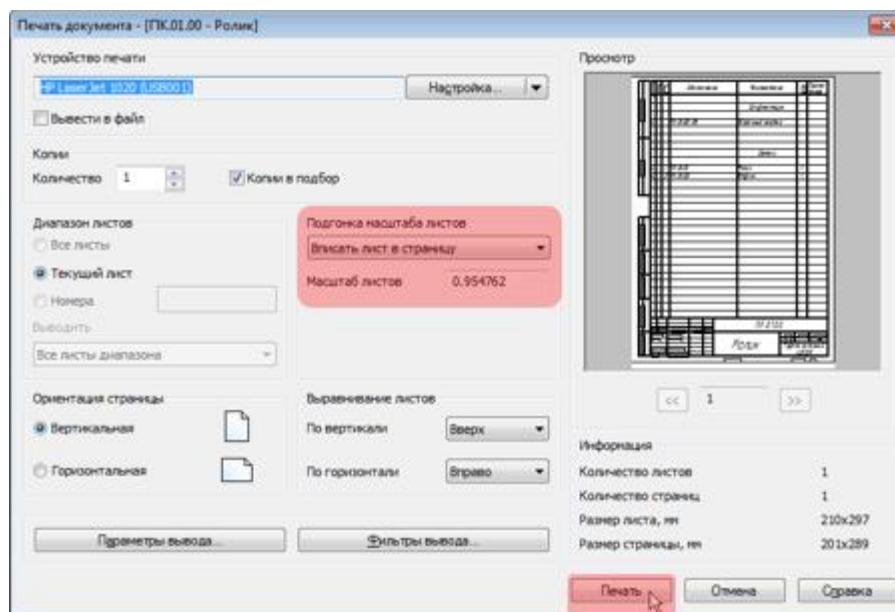 Печать документа - [ПК.01.00 - Ролик]
Устройство печати
HP LaserJet 1020 (USB001)
Настройка...
Вывести в файл
Копии
Количество 1
Копии в подбор
Диапазон листов
Все листы
Текущий лист
Номера
Выводить
Все листы диапазона
Подгонка масштаба листов
Вписать лист в страницу
Масштаб листов 0.954762
Ориентация страницы
Вертикальная
Горизонтальная
Выравнивание листов
По вертикали Вверх
По горизонтали Вправо
Параметры вывода...
Фильтры вывода...
Просмотр
Ролик
<< 1 >>
Информация
Количество листов 1
Количество страниц 1
Размер листа, мм 210x297
Размер страницы, мм 201x289
Печать
Отмена
Справка